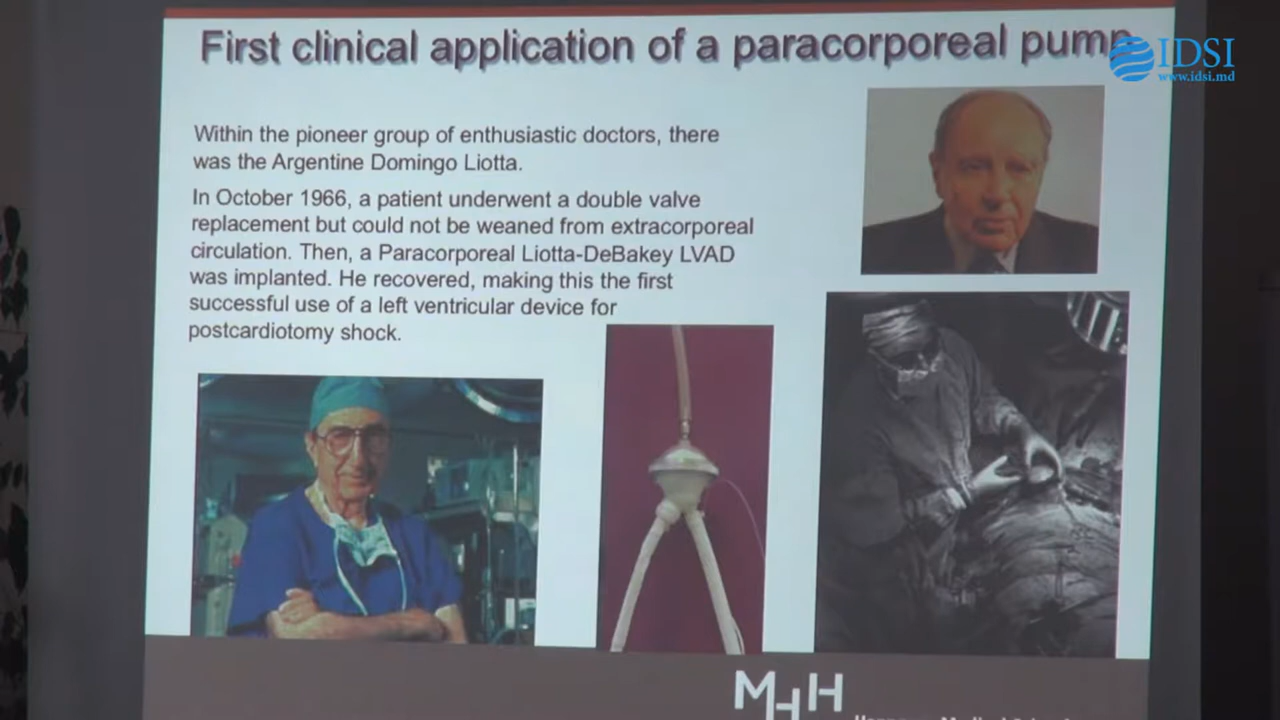 First clinical application of a paracorporeal pump
IDSI
www.idsi.md
Within the pioneer group of enthusiastic doctors, there
was the Argentine Domingo Liotta.
In October 1966, a patient underwent a double valve
replacement but could not be weaned from extracorporeal
circulation. Then, a Paracorporeal Liotta-DeBakey LVAD
was implanted. He recovered, making this the first
successful use of a left ventricular device for
postcardiotomy shock.
MHH